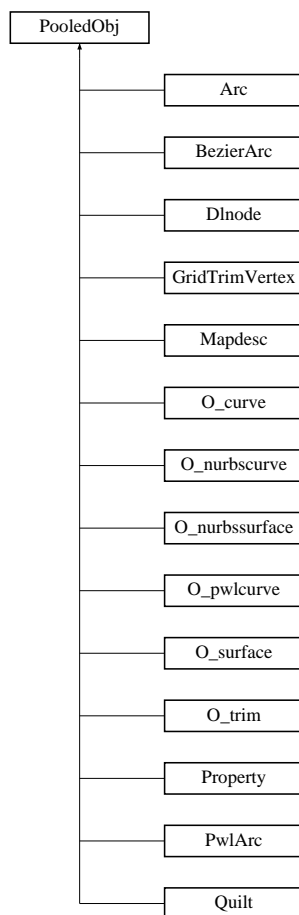 PooledObj
Arc
BezierArc
Dlnode
GridTrimVertex
Mapdesc
O_curve
O_nurbscurve
O_nurbssurface
O_pwlcurve
O_surface
O_trim
Property
PwlArc
Quilt